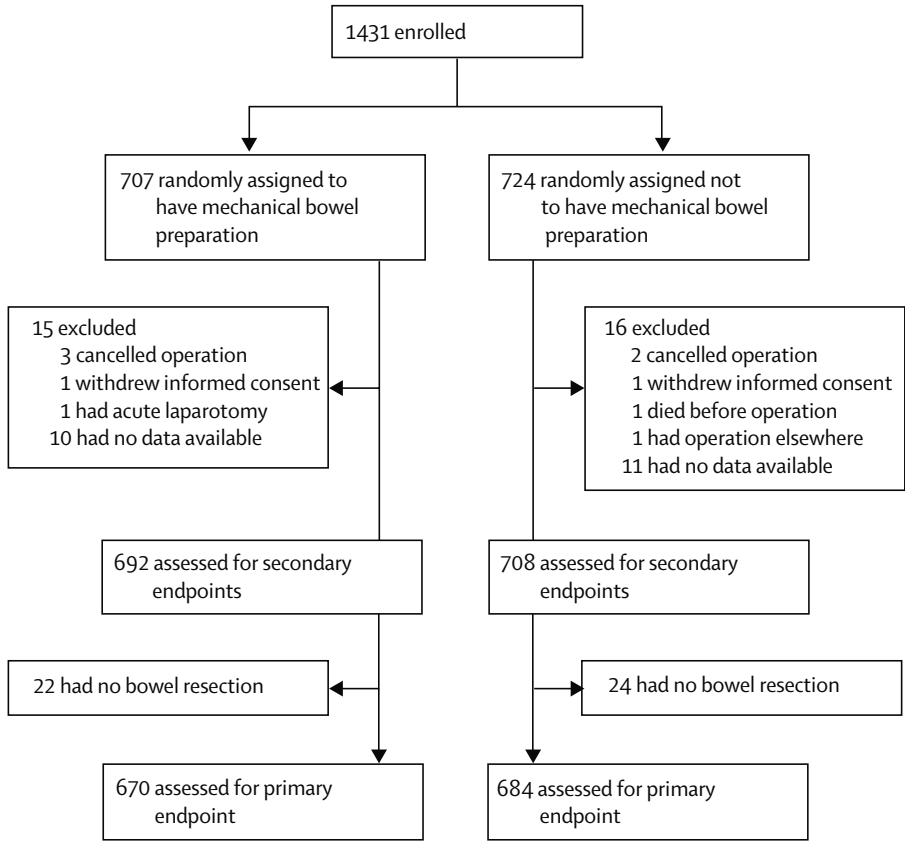 1431 enrolled
707 randomly assigned to
have mechanical bowel
preparation
724 randomly assigned not
to have mechanical bowel
preparation
15 excluded
3 cancelled operation
1 withdrew informed consent
1 had acute laparotomy
10 had no data available
16 excluded
2 cancelled operation
1 withdrew informed consent
1 died before operation
1 had operation elsewhere
11 had no data available
692 assessed for secondary
endpoints
708 assessed for secondary
endpoints
22 had no bowel resection
24 had no bowel resection
670 assessed for primary
endpoint
684 assessed for primary
endpoint